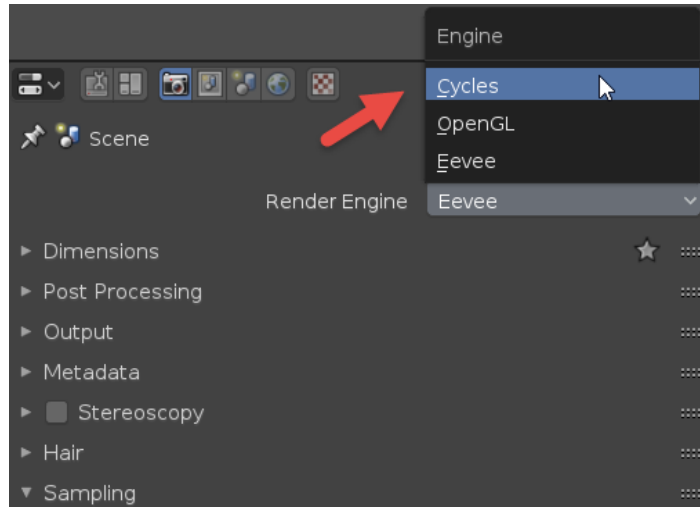 Engine
Cycles
OpenGL
Eevee
Scene
Render Engine Eevee
Dimensions
Post Processing
Output
Metadata
Stereoscopy
Hair
Sampling